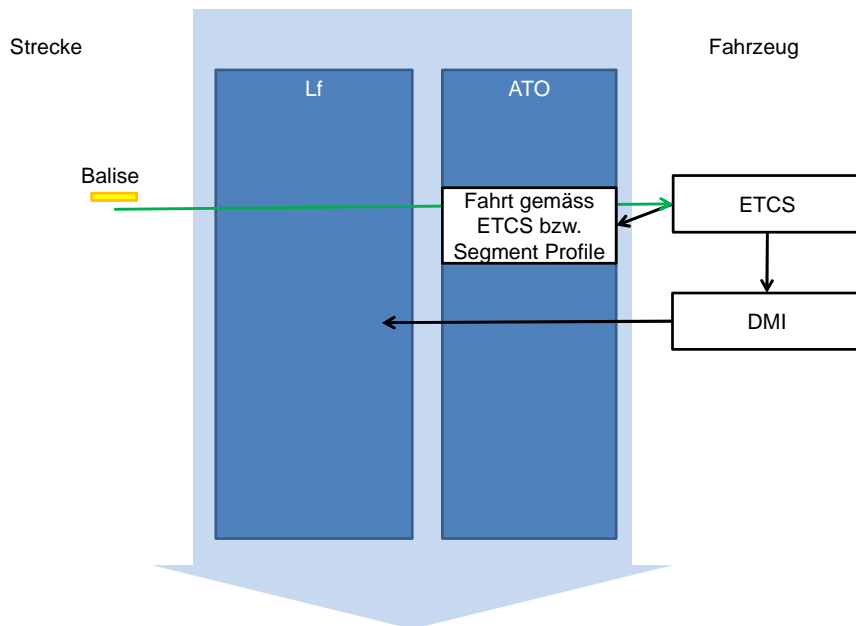 Strecke
Fahrzeug
Lf
ATO
Balise
Fahrt gemäss
ETCS bzw.
Segment Profile
ETCS
DMI